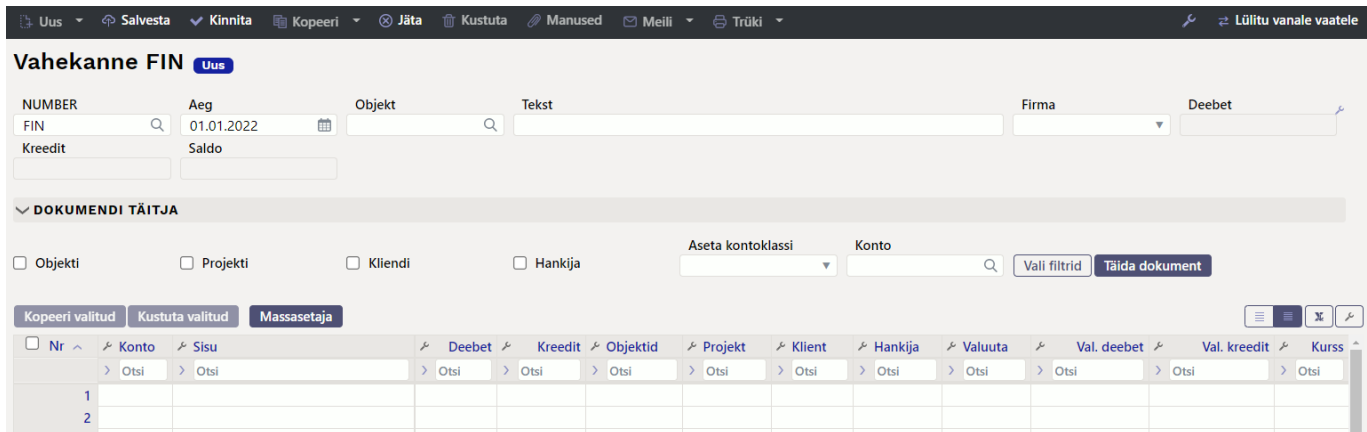 Uus Salvesta Kinnita Kopeeri Jäta Kustuta Manused Meili Trüki Lülitu vanale vaatele
Vahekanne FIN Uus
NUMBER Aeg Objekt Tekst Firma Deebet
FIN 01.01.2022
Kreedit Saldo
DOKUMENDI TÄITJA
Aseta kontoklassi Konto
Objekti Projekti Kliendi Hankija Vali filtrid Täida dokument
Kopeeri valitud Kustuta valitud Massasetaja
Nr Konto Sisu Deebet Kreedit Objektid Projekt Klient Hankija Valuuta Val. deebet Val. kreedit Kurss
Otsi Otsi Otsi Otsi Otsi Otsi Otsi Otsi Otsi Otsi Otsi Otsi
1
2